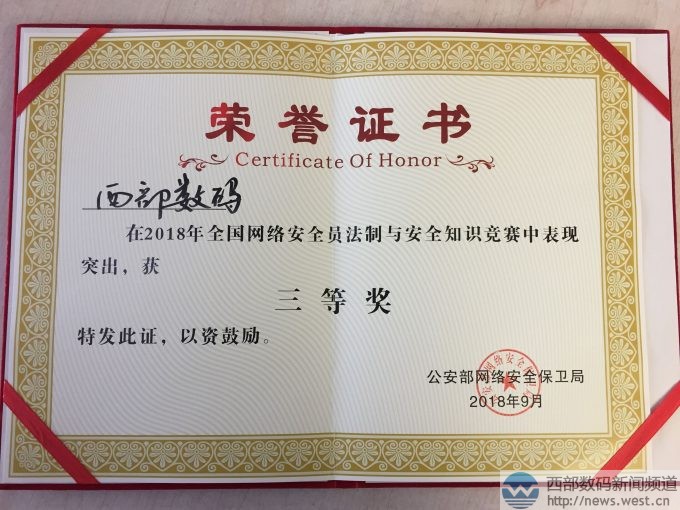 荣誉证书
Certificate Of Honor
西部数码
在2018年全国网络安全员法制与安全知识竞赛中表现
突出，获
三等奖
特发此证，以资鼓励。
公安部网络安全保卫局
2018年9月
西部数码新闻频道
http://news.west.cn